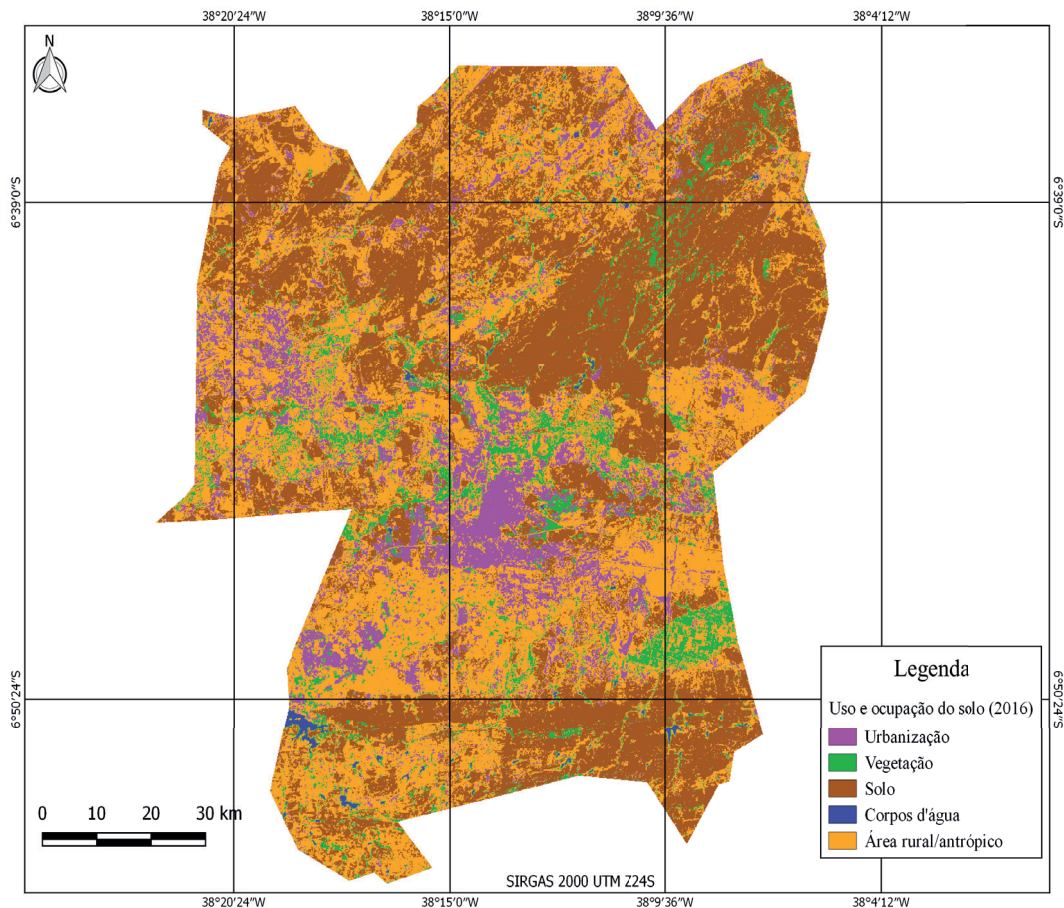 38°20'24"W 38°15'0"W 38°9'36"W 38°4'12"W
N
6°39'0"S 6°39'0"S
6°50'24"S 6°50'24"S
Legenda
Uso e ocupação do solo (2016)
Urbanização
Vegetação
Solo
Corpos d'água
Área rural/antrópico
0 10 20 30 km
SIRGAS 2000 UTM Z24S
38°20'24"W 38°15'0"W 38°9'36"W 38°4'12"W